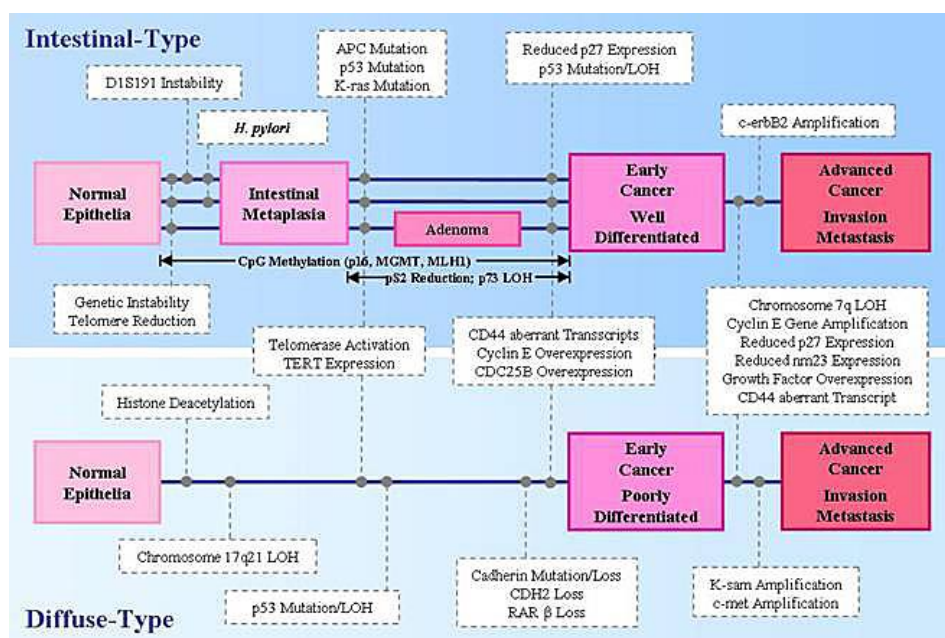 Intestinal-Type
APC Mutation
p53 Mutation
K-ras Mutation
Reduced p27 Expression
p53 Mutation/LOH
D1S191 Instability
H. pylori
c-erbB2 Amplification
Normal
Epithelia
Intestinal
Metaplasia
Adenoma
Early
Cancer
Well
Differentiated
Advanced
Cancer
Invasion
Metastasis
CpG Methylation (p16, MGMT, MLH1)
pS2 Reduction; p73 LOH
Genetic Instability
Telomere Reduction
Telomerase Activation
TERT Expression
CD44 aberrant Transcripts
Cyclin E Overexpression
CDC25B Overexpression
Chromosome 7q LOH
Cyclin E Gene Amplification
Reduced p27 Expression
Reduced nm23 Expression
Growth Factor Overexpression
CD44 aberrant Transcript
Histone Deacetylation
Normal
Epithelia
Early
Cancer
Poorly
Differentiated
Advanced
Cancer
Invasion
Metastasis
Chromosome 17q21 LOH
p53 Mutation/LOH
Cadherin Mutation/Loss
CDH2 Loss
RAR β Loss
K-sam Amplification
c-met Amplification
Diffuse-Type